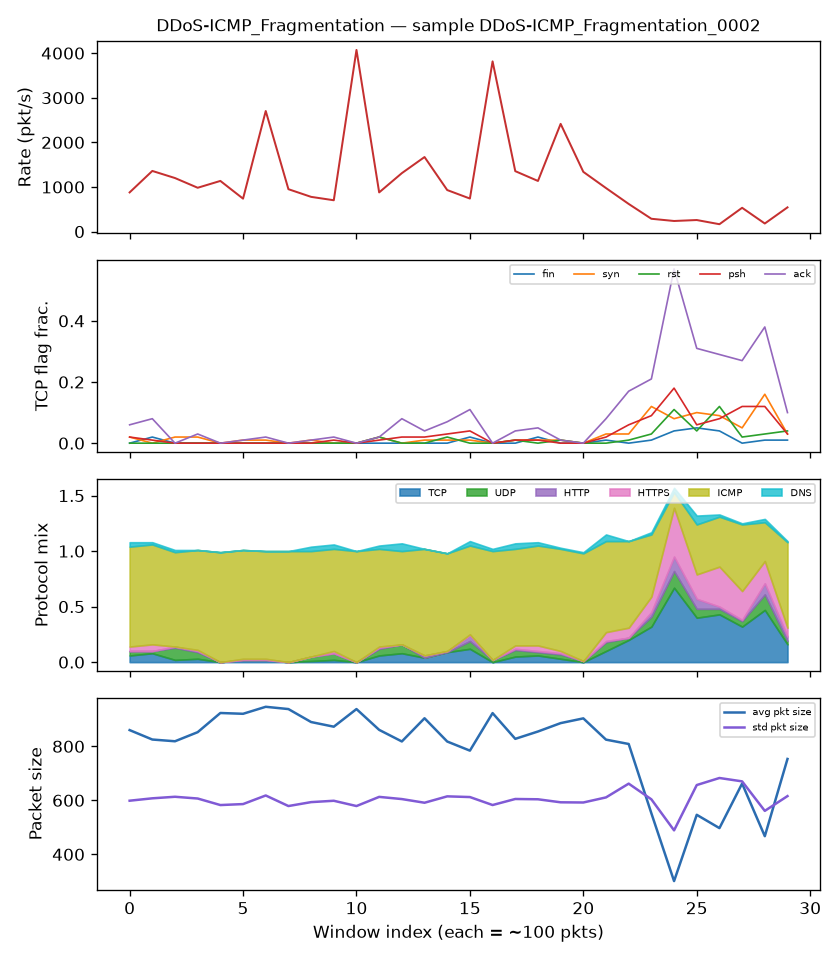 DDoS-ICMP_Fragmentation — sample DDoS-ICMP_Fragmentation_0002
Rate (pkt/s)
4000
3000
2000
1000
0
TCP flag frac.
0.4
0.2
0.0
fin syn rst psh ack
Protocol mix
1.5
1.0
0.5
0.0
TCP UDP HTTP HTTPS ICMP DNS
Packet size
800
600
400
avg pkt size
std pkt size
0 5 10 15 20 25 30
Window index (each = ~100 pkts)